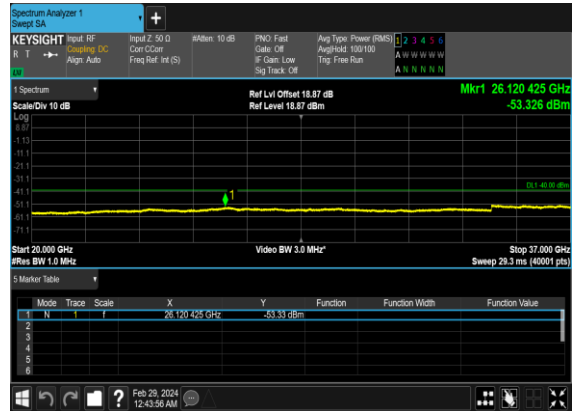 Spectrum Analyzer 1
Swept SA
+
KEYSIGHT Input: RF Input Z: 50 Ω #Atten: 10 dB PNO: Fast Avg Type: Power (RMS) 1 2 3 4 5 6
R T Coupling: DC Corr CCorr Gate: Off Avg|Hold: 100/100 A W W W W W
Align: Auto Freq Ref: Int (S) IF Gain: Low Trig: Free Run A N N N N N
Sig Track: Off
1 Spectrum Ref Lvl Offset 18.87 dB Mkr1 26.120 425 GHz
Scale/Div 10 dB Ref Level 18.87 dBm -53.326 dBm
Log
8.87
-1.13
-11.1
-21.1
-31.1
DL1 -40.00 dBm
-41.1
1
-51.1
-61.1
-71.1
Start 20.000 GHz Video BW 3.0 MHz* Stop 37.000 GHz
#Res BW 1.0 MHz Sweep 29.3 ms (40001 pts)
5 Marker Table
Mode Trace Scale X Y Function Function Width Function Value
1 N 1 f 26.120 425 GHz -53.33 dBm
2
3
4
5
6
? Feb 29, 2024
12:43:56 AM